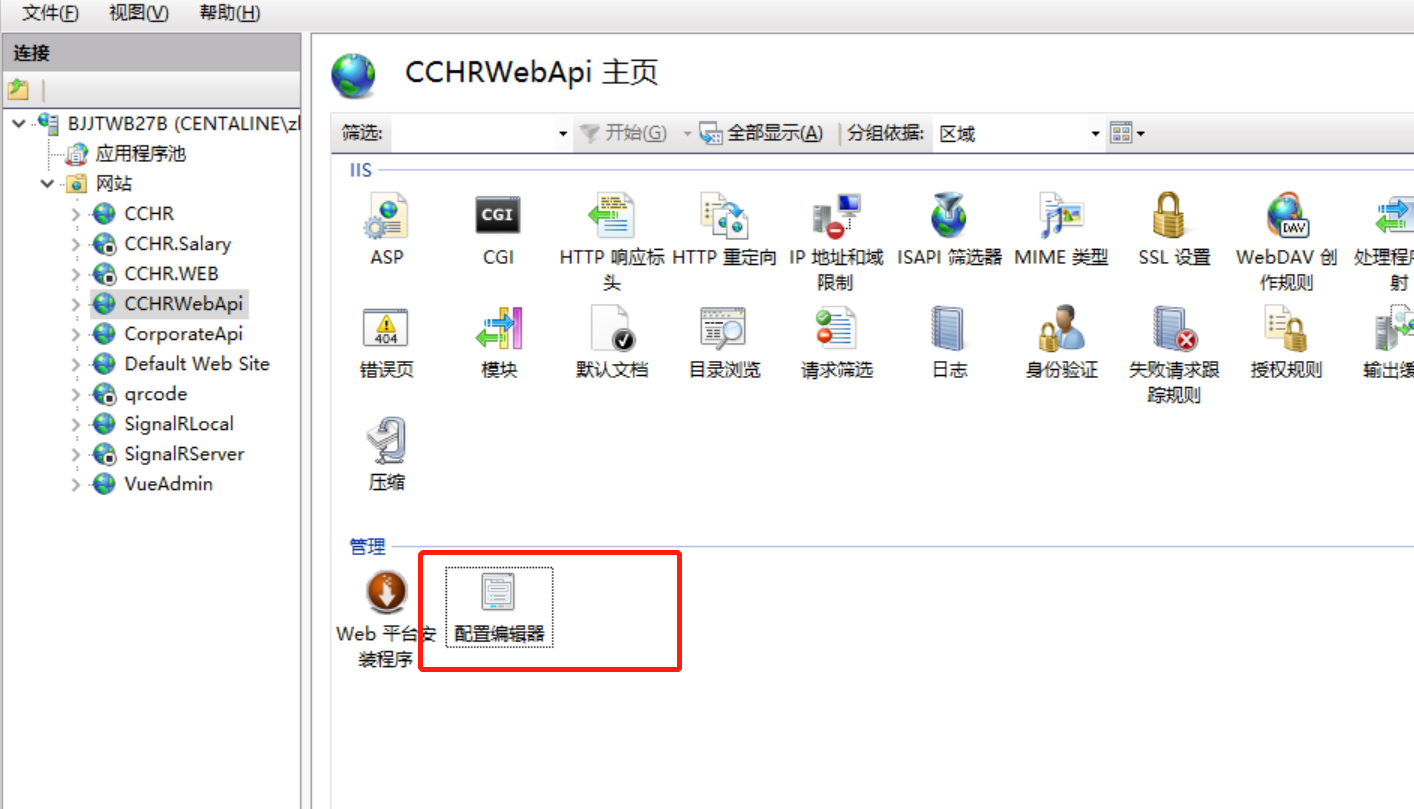 文件(F) 视图(V) 帮助(H)
连接
BJJTWB27B (CENTALINE\zl
应用程序池
网站
CCHR
CCHR.Salary
CCHR.WEB
CCHRWebApi
CorporateApi
Default Web Site
qrcode
SignalRLocal
SignalRServer
VueAdmin
CCHRWebApi 主页
筛选: 开始(G) 全部显示(A) 分组依据: 区域
IIS
ASP
CGI
CGI
HTTP 响应标
头
HTTP 重定向
IP 地址和域
限制
ISAPI 筛选器
MIME 类型
SSL 设置
DAV
WebDAV 创
作规则
处理程序
射
404
错误页
模块
默认文档
目录浏览
请求筛选
日志
身份验证
失败请求跟
踪规则
授权规则
输出缓
压缩
管理
Web 平台安
装程序
配置编辑器